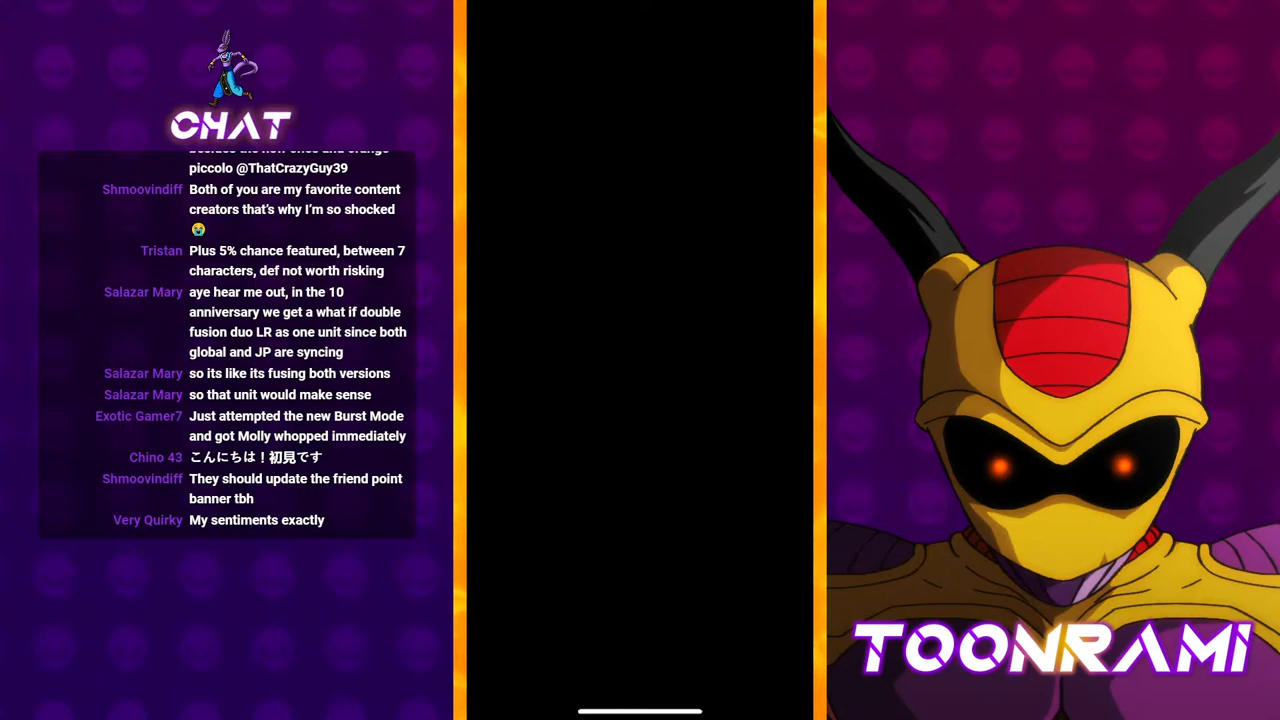 CHAT
piccolo @ThatCrazyGuy39
Shmoovindiff Both of you are my favorite content
creators that's why I'm so shocked
😭
Tristan Plus 5% chance featured, between 7
characters, def not worth risking
Salazar Mary aye hear me out, in the 10
anniversary we get a what if double
fusion duo LR as one unit since both
global and JP are syncing
Salazar Mary so its like its fusing both versions
Salazar Mary so that unit would make sense
Exotic Gamer7 Just attempted the new Burst Mode
and got Molly whopped immediately
Chino 43 こんにちは！初見です
Shmoovindiff They should update the friend point
banner tbh
Very Quirky My sentiments exactly
TOONRAMI